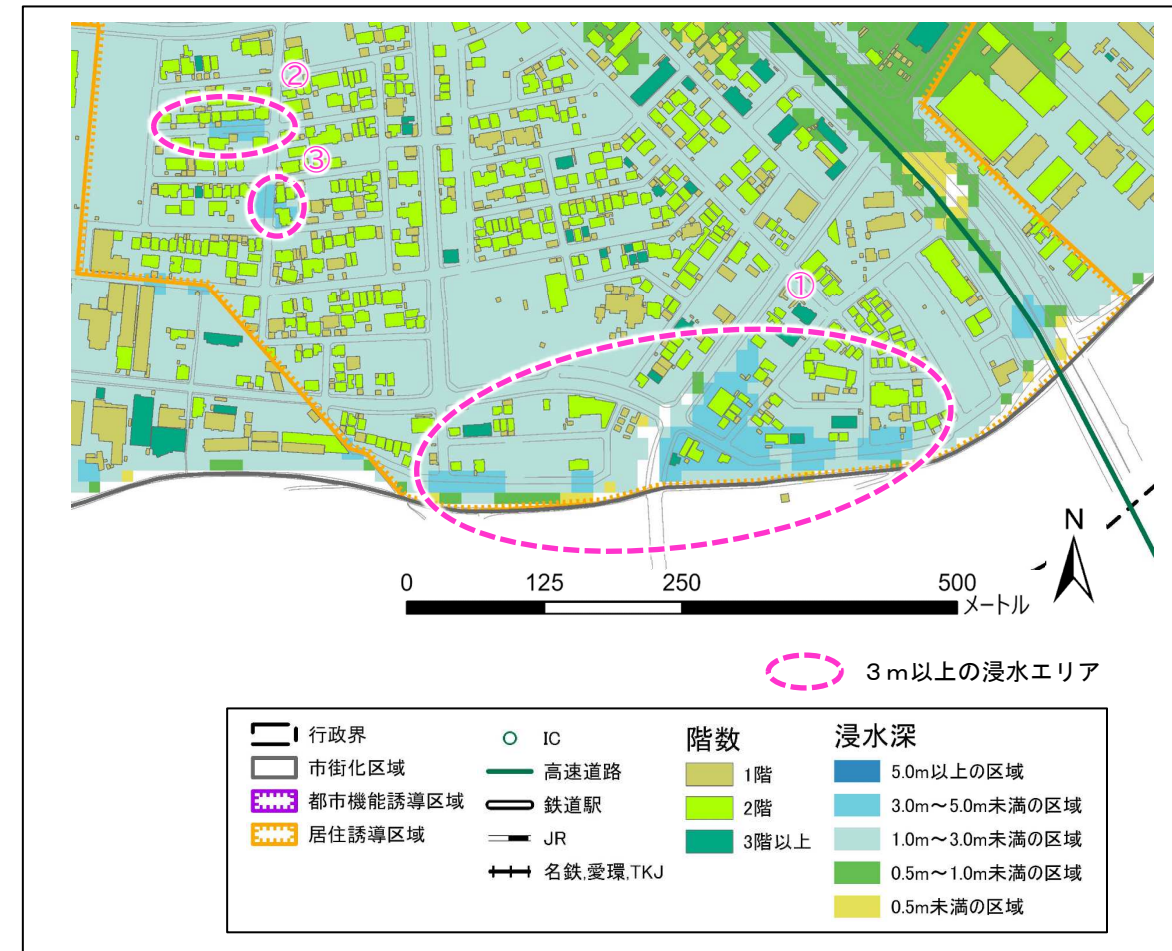 ②
③
①
N
0 125 250 500
メートル
3m以上の浸水エリア
行政界
市街化区域
都市機能誘導区域
居住誘導区域
IC
高速道路
鉄道駅
JR
名鉄,愛環,TKJ
階数
1階
2階
3階以上
浸水深
5.0m以上の区域
3.0m～5.0m未満の区域
1.0m～3.0m未満の区域
0.5m～1.0m未満の区域
0.5m未満の区域